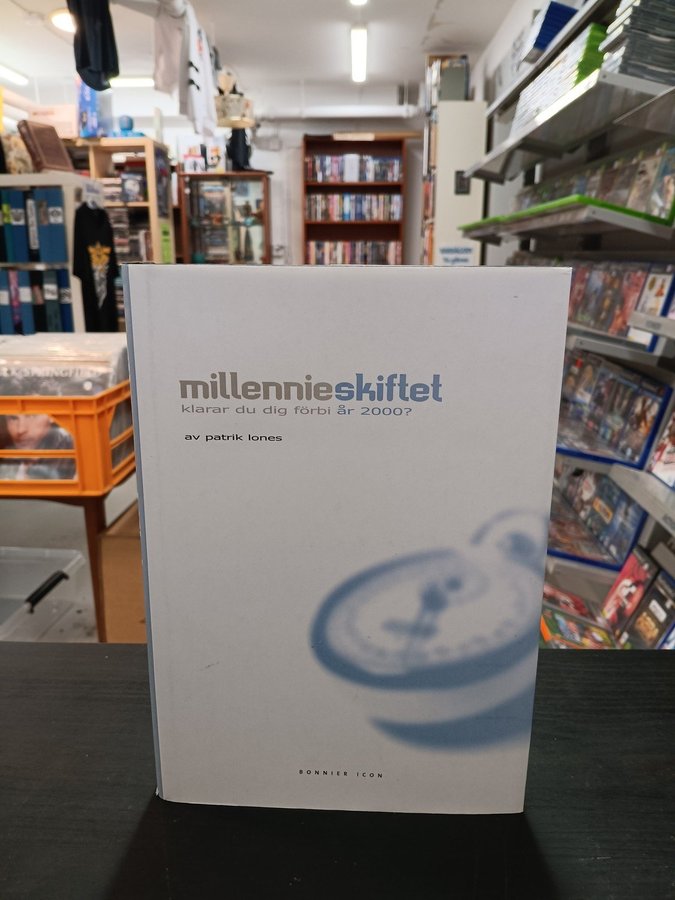 millennieskiftet
klarar du dig förbi år 2000?
av patrik lones
BONNIER ICON